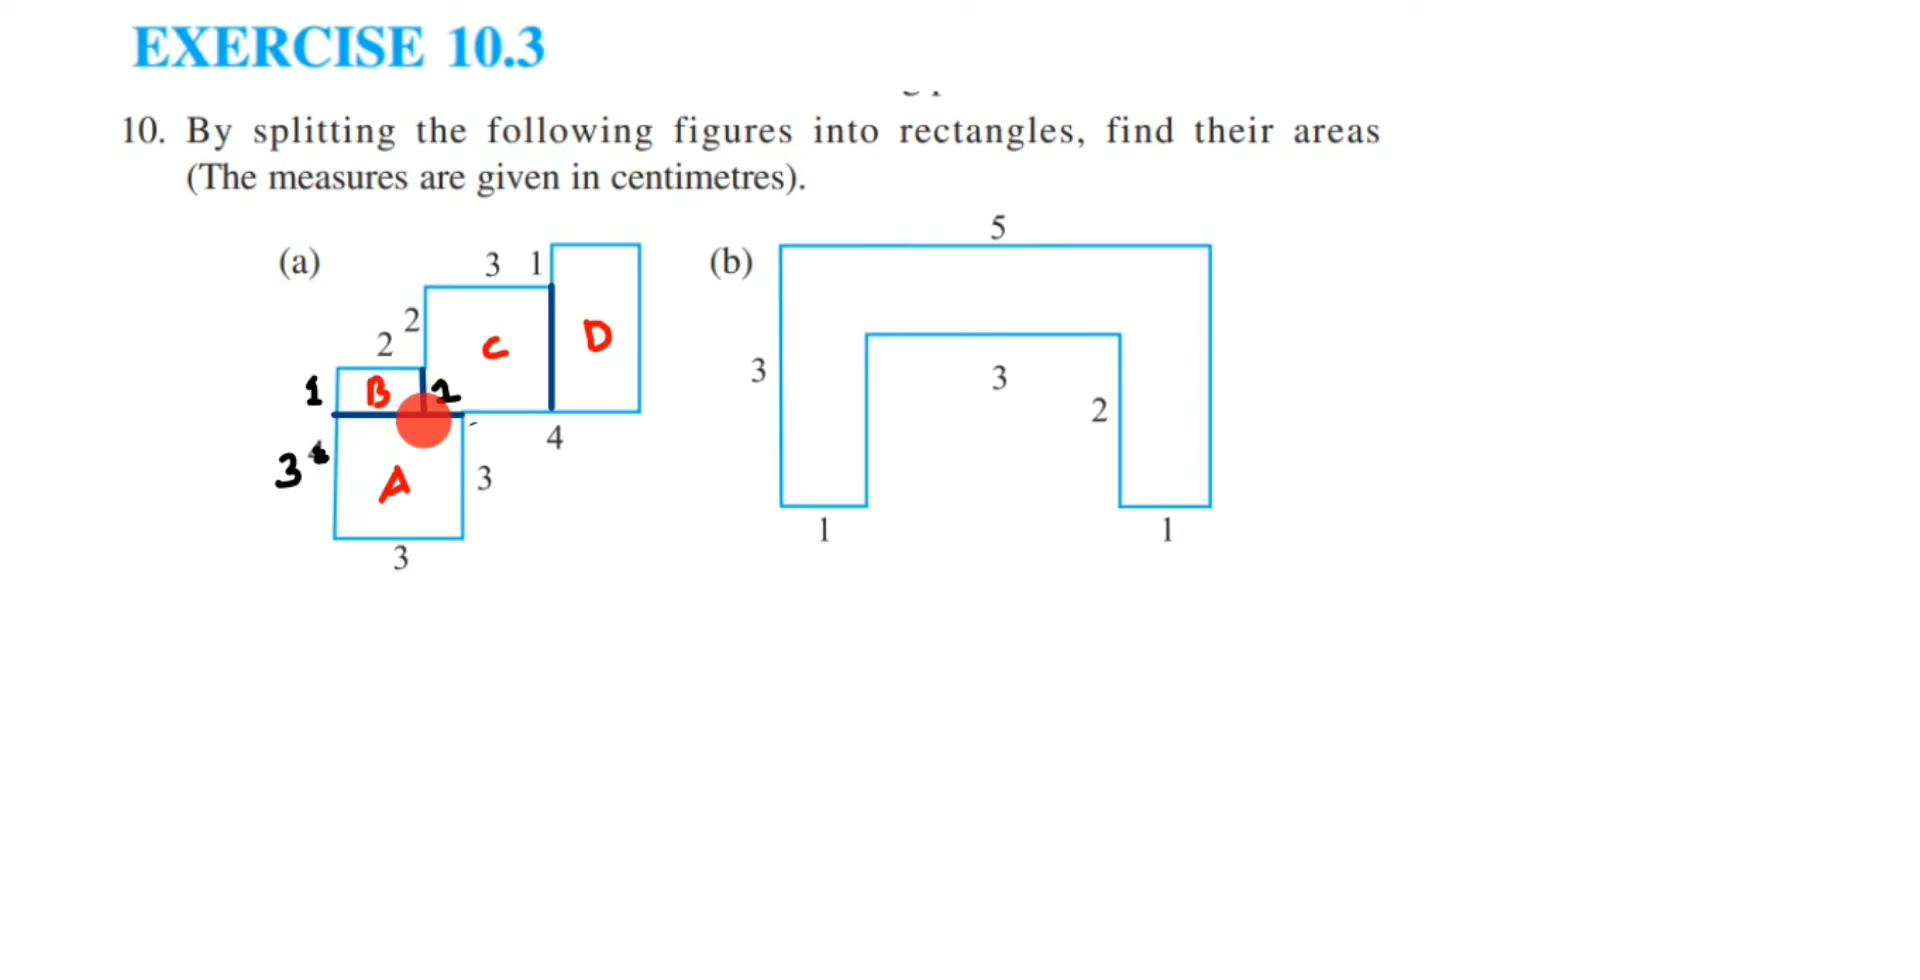 EXERCISE 10.3
10. By splitting the following figures into rectangles, find their areas
(The measures are given in centimetres).
5
(a)
3 1
(b)
2
2
C
D
3
3
1
B
1
2
4
3
A
3
1
1
3